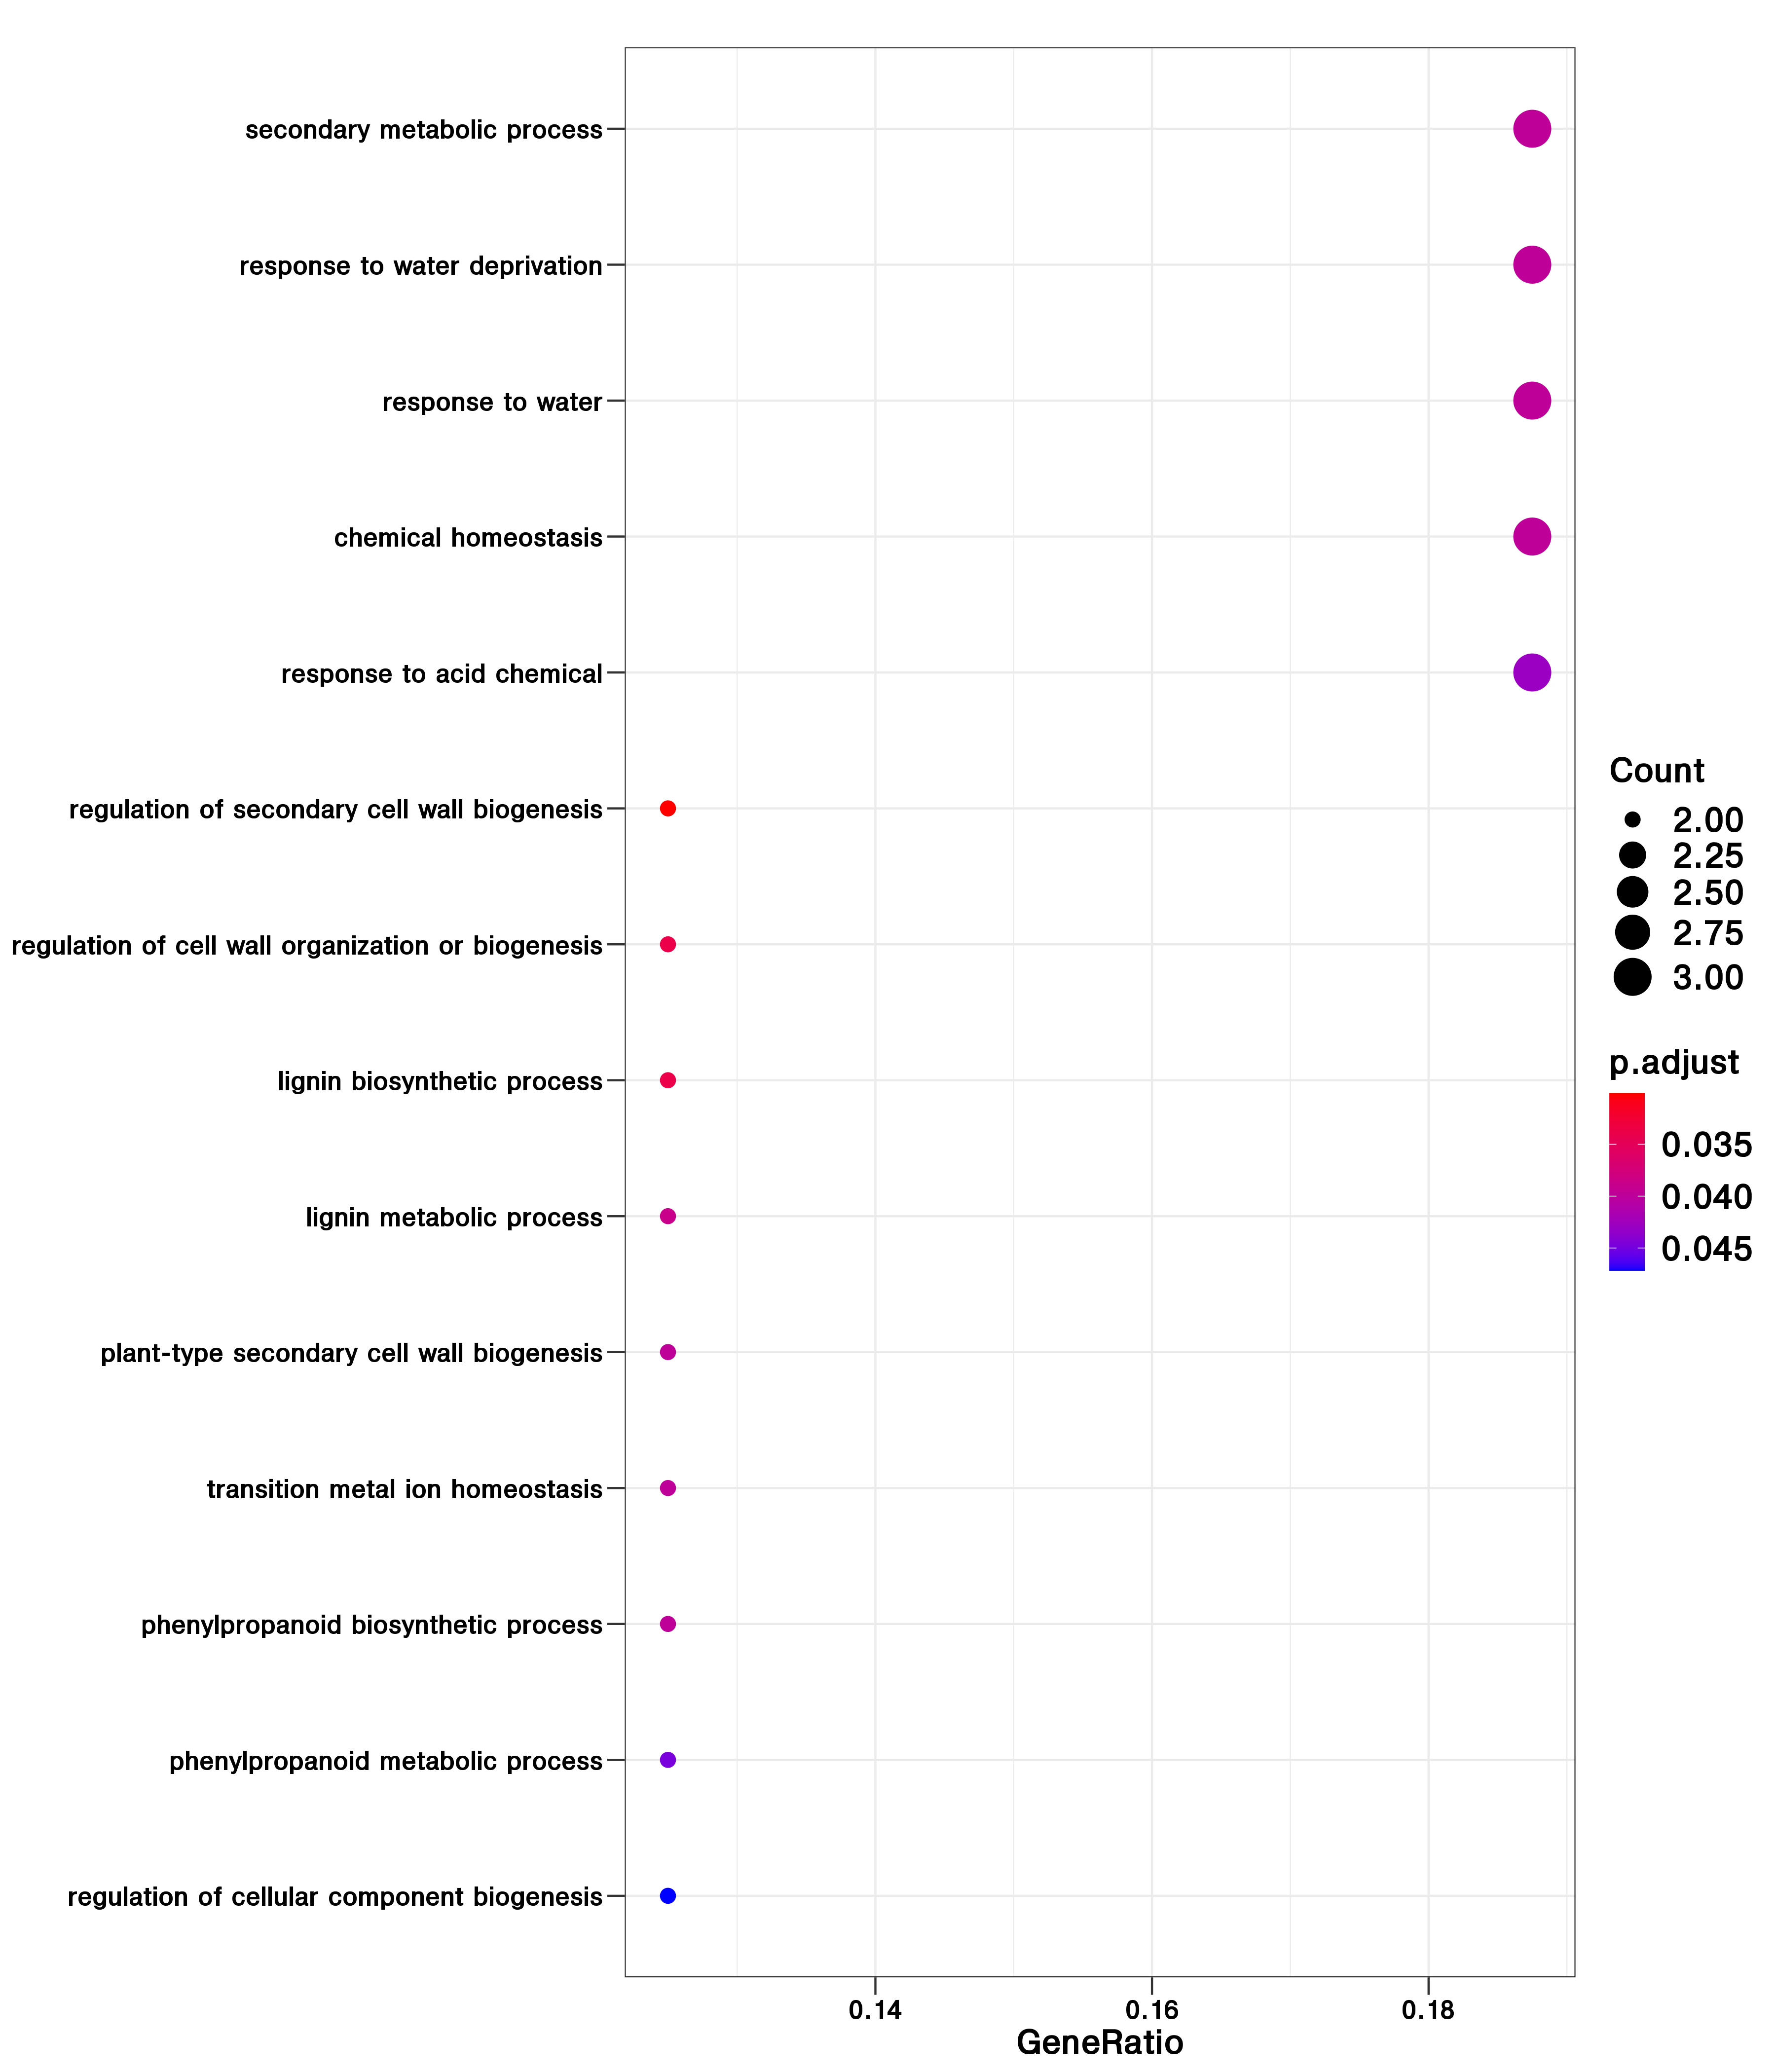 secondary metabolic process
response to water deprivation
response to water
chemical homeostasis
response to acid chemical
regulation of secondary cell wall biogenesis
regulation of cell wall organization or biogenesis
lignin biosynthetic process
lignin metabolic process
plant-type secondary cell wall biogenesis
transition metal ion homeostasis
phenylpropanoid biosynthetic process
phenylpropanoid metabolic process
regulation of cellular component biogenesis
0.14 0.16 0.18
GeneRatio
Count
2.00
2.25
2.50
2.75
3.00
p.adjust
0.035
0.040
0.045